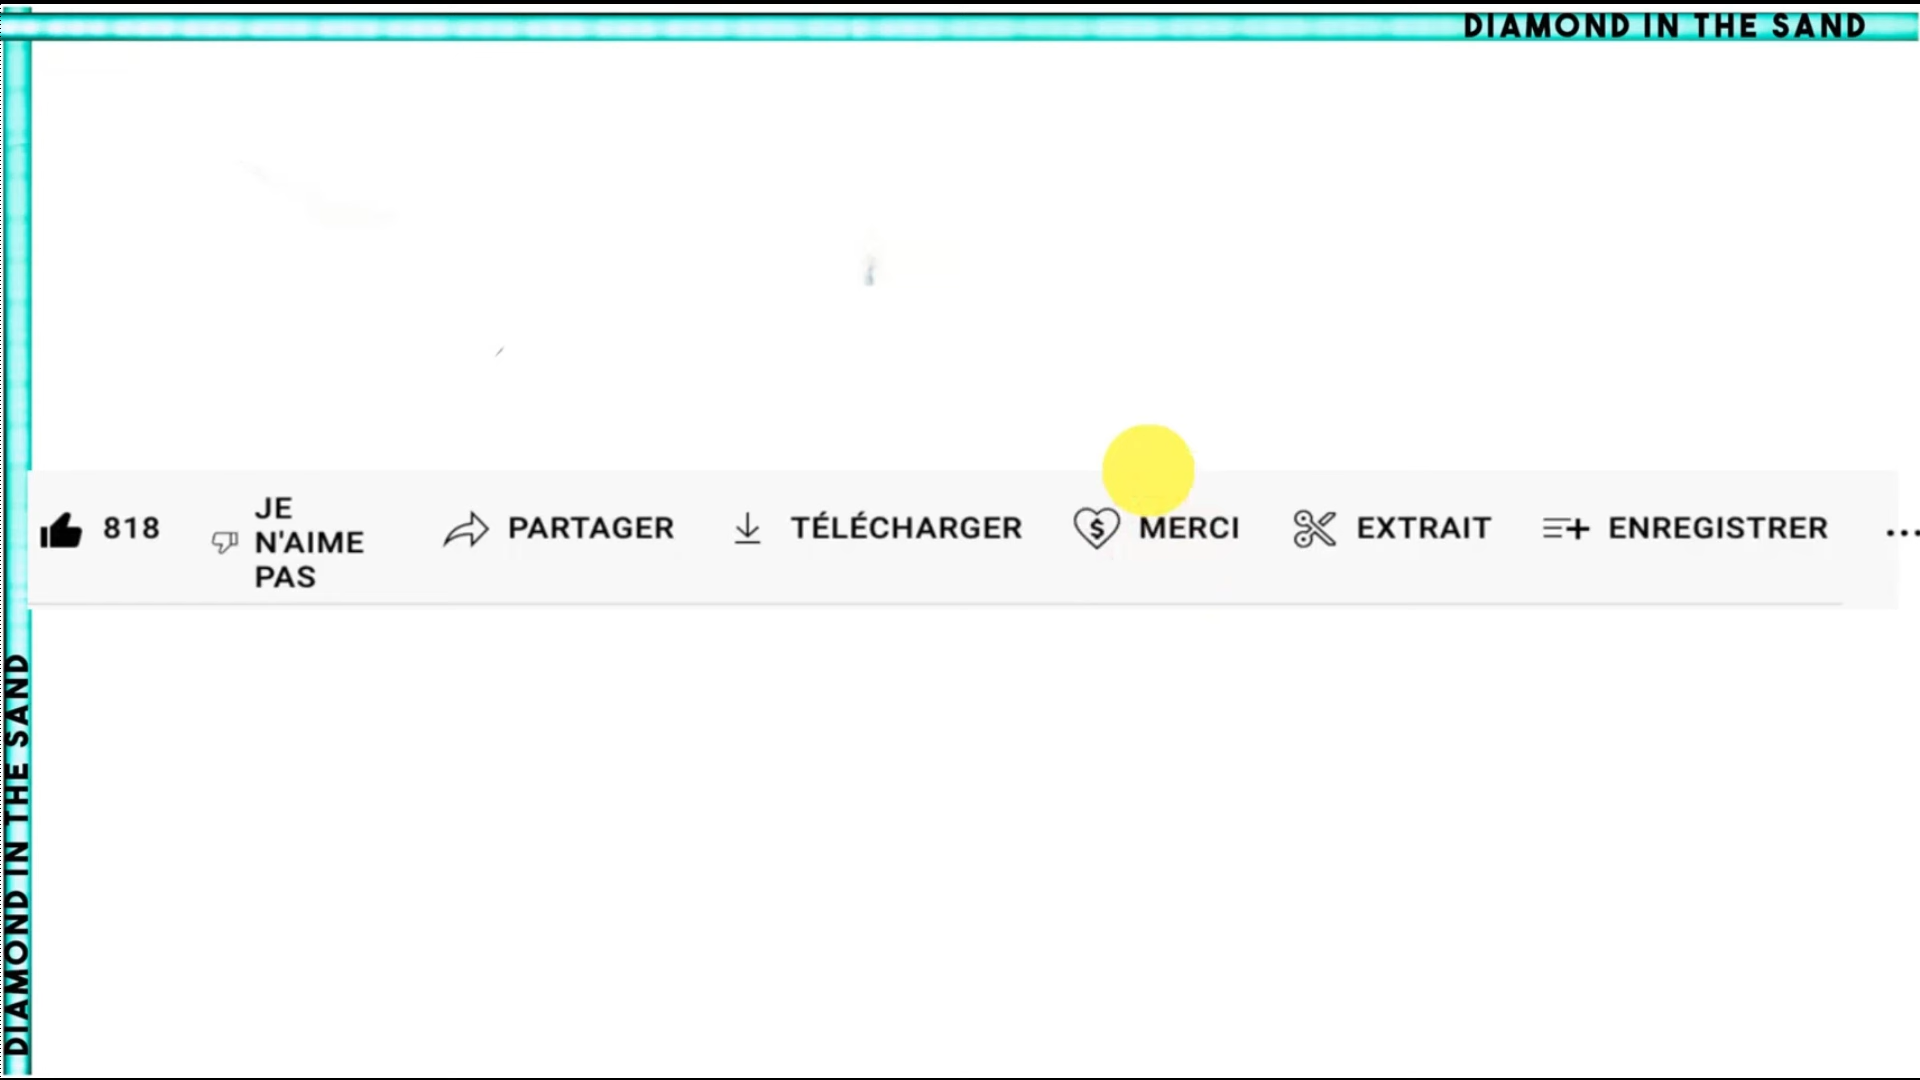 DIAMOND IN THE SAND
818
JE
N'AIME
PAS
PARTAGER
TÉLÉCHARGER
MERCI
EXTRAIT
ENREGISTRER
...
DIAMOND IN THE SAND